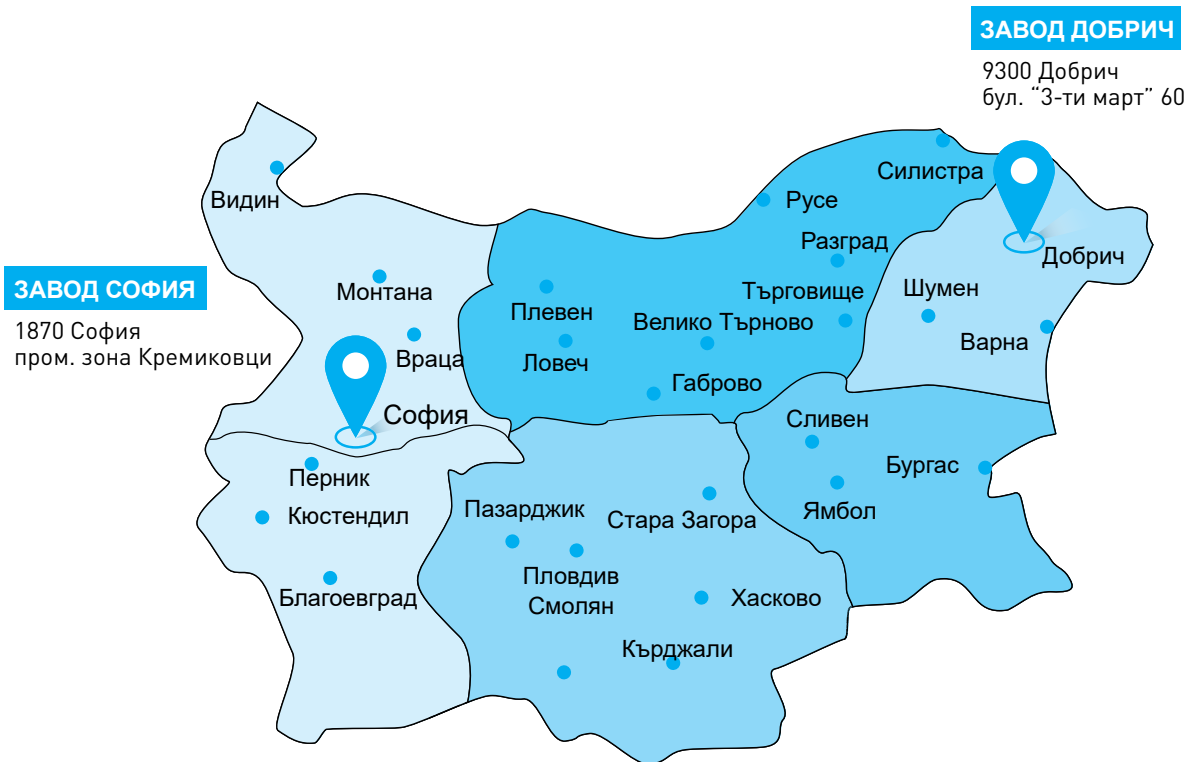 ЗАВОД ДОБРИЧ
9300 Добрич
бул. “3-ти март” 60
Силистра
Видин
Русе
Разград
Добрич
ЗАВОД СОФИЯ
1870 София
пром. зона Кремиковци
Монтана
Търговище
Шумен
Плевен
Велико Търново
Варна
Враца
Ловеч
Габрово
София
Сливен
Бургас
Перник
Кюстендил
Пазарджик
Стара Загора
Ямбол
Пловдив
Смолян
Благоевград
Хасково
Кърджали